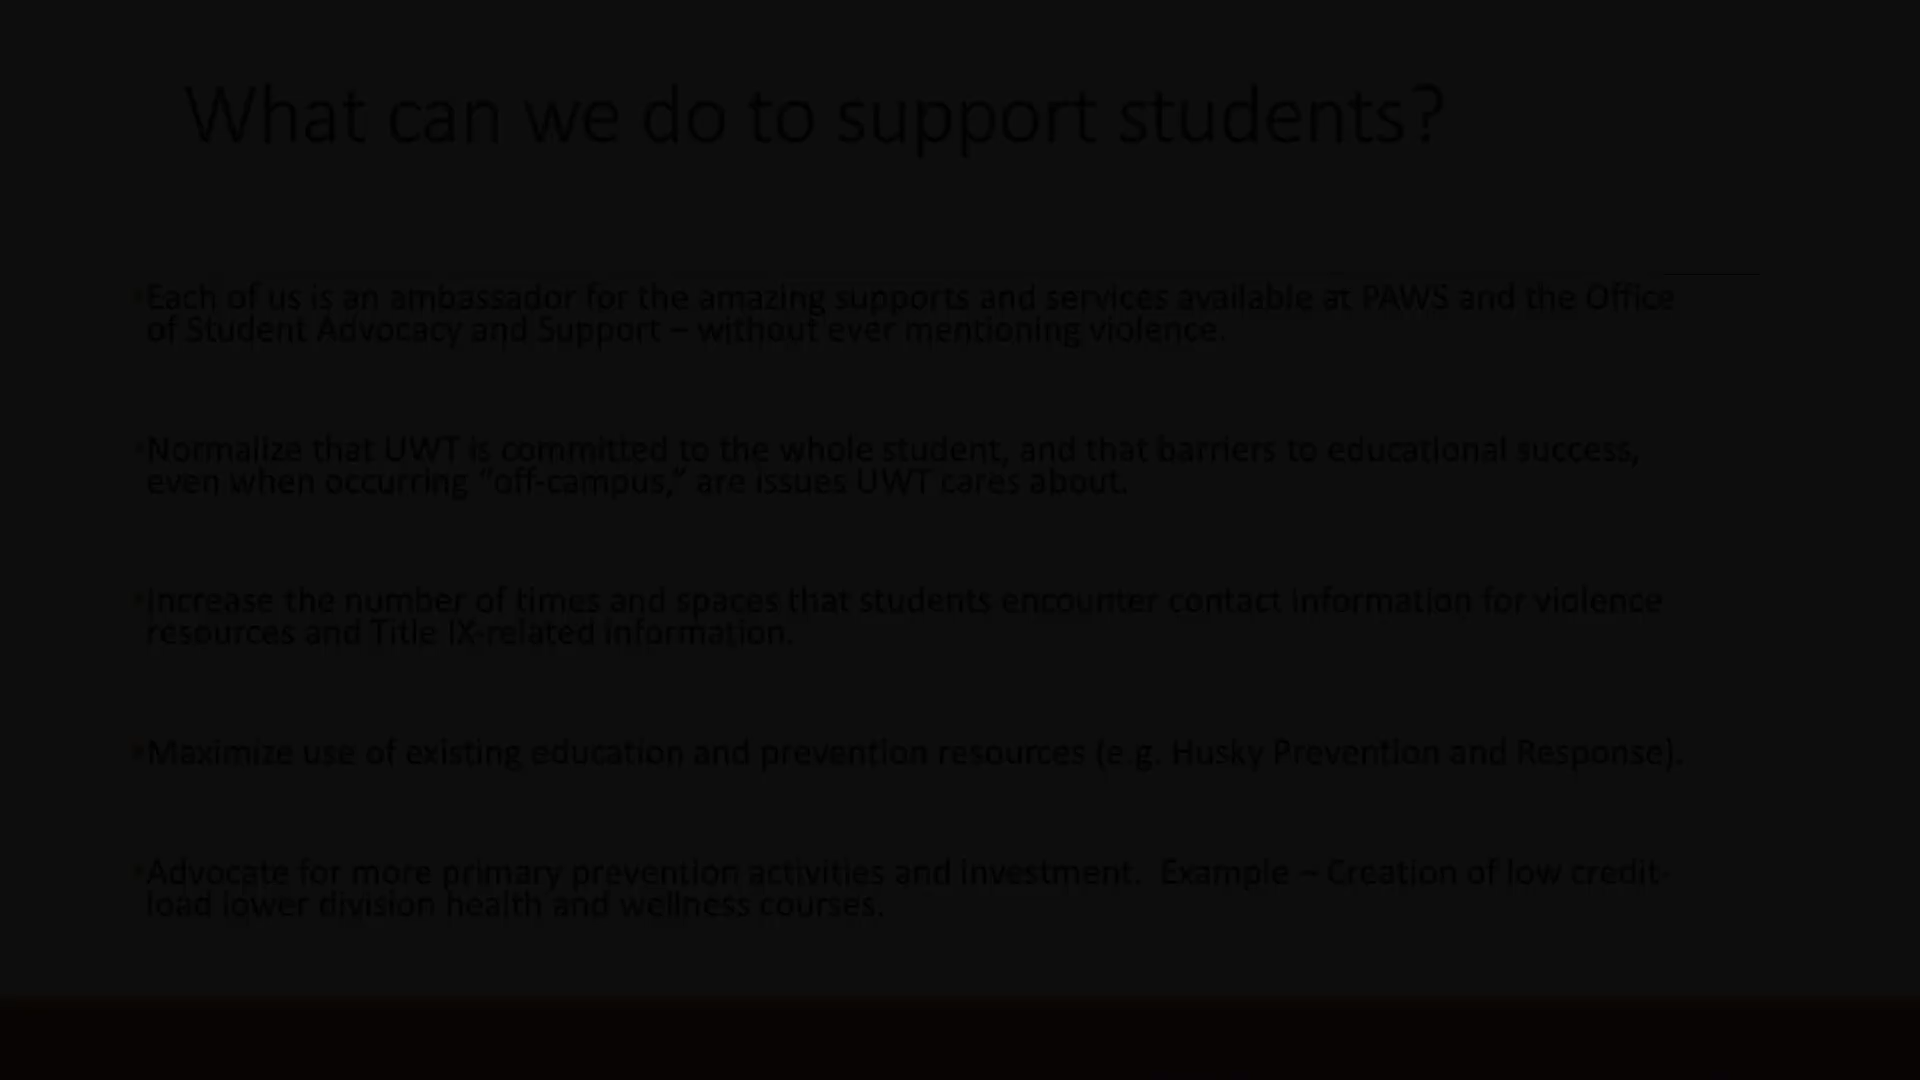 What can we do to support students?
•Each of us is an ambassador for the amazing supports and services available at PAWS and the Office
of Student Advocacy and Support – without ever mentioning violence.
•Normalize that UWT is committed to the whole student, and that barriers to educational success,
even when occurring "off-campus," are issues UWT cares about.
•Increase the number of times and spaces that students encounter contact information for violence
resources and Title IX-related information.
•Maximize use of existing education and prevention resources (e.g. Husky Prevention and Response).
•Advocate for more primary prevention activities and investment.  Example – Creation of low credit-
load lower division health and wellness courses.